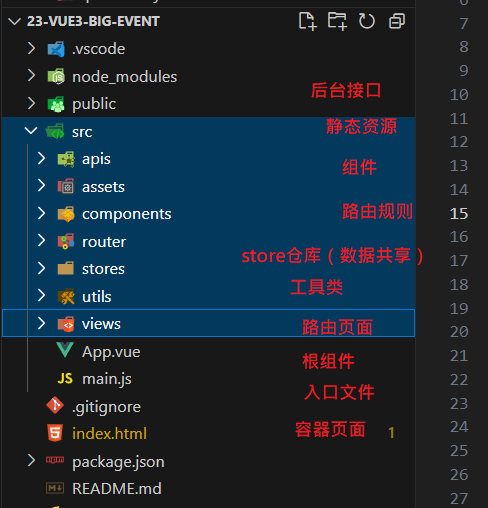 23-VUE3-BIG-EVENT
7
.vscode
8
node_modules
9
后台接口
public
10
静态资源
src
11
12
组件
apis
13
assets
14
路由规则
components
15
router
16
store仓库（数据共享）
stores
17
工具类
utils
18
19
路由页面
views
20
根组件
App.vue
21
入口文件
JS main.js
22
.gitignore
23
容器页面
index.html
1
24
package.json
25
README.md
26
27